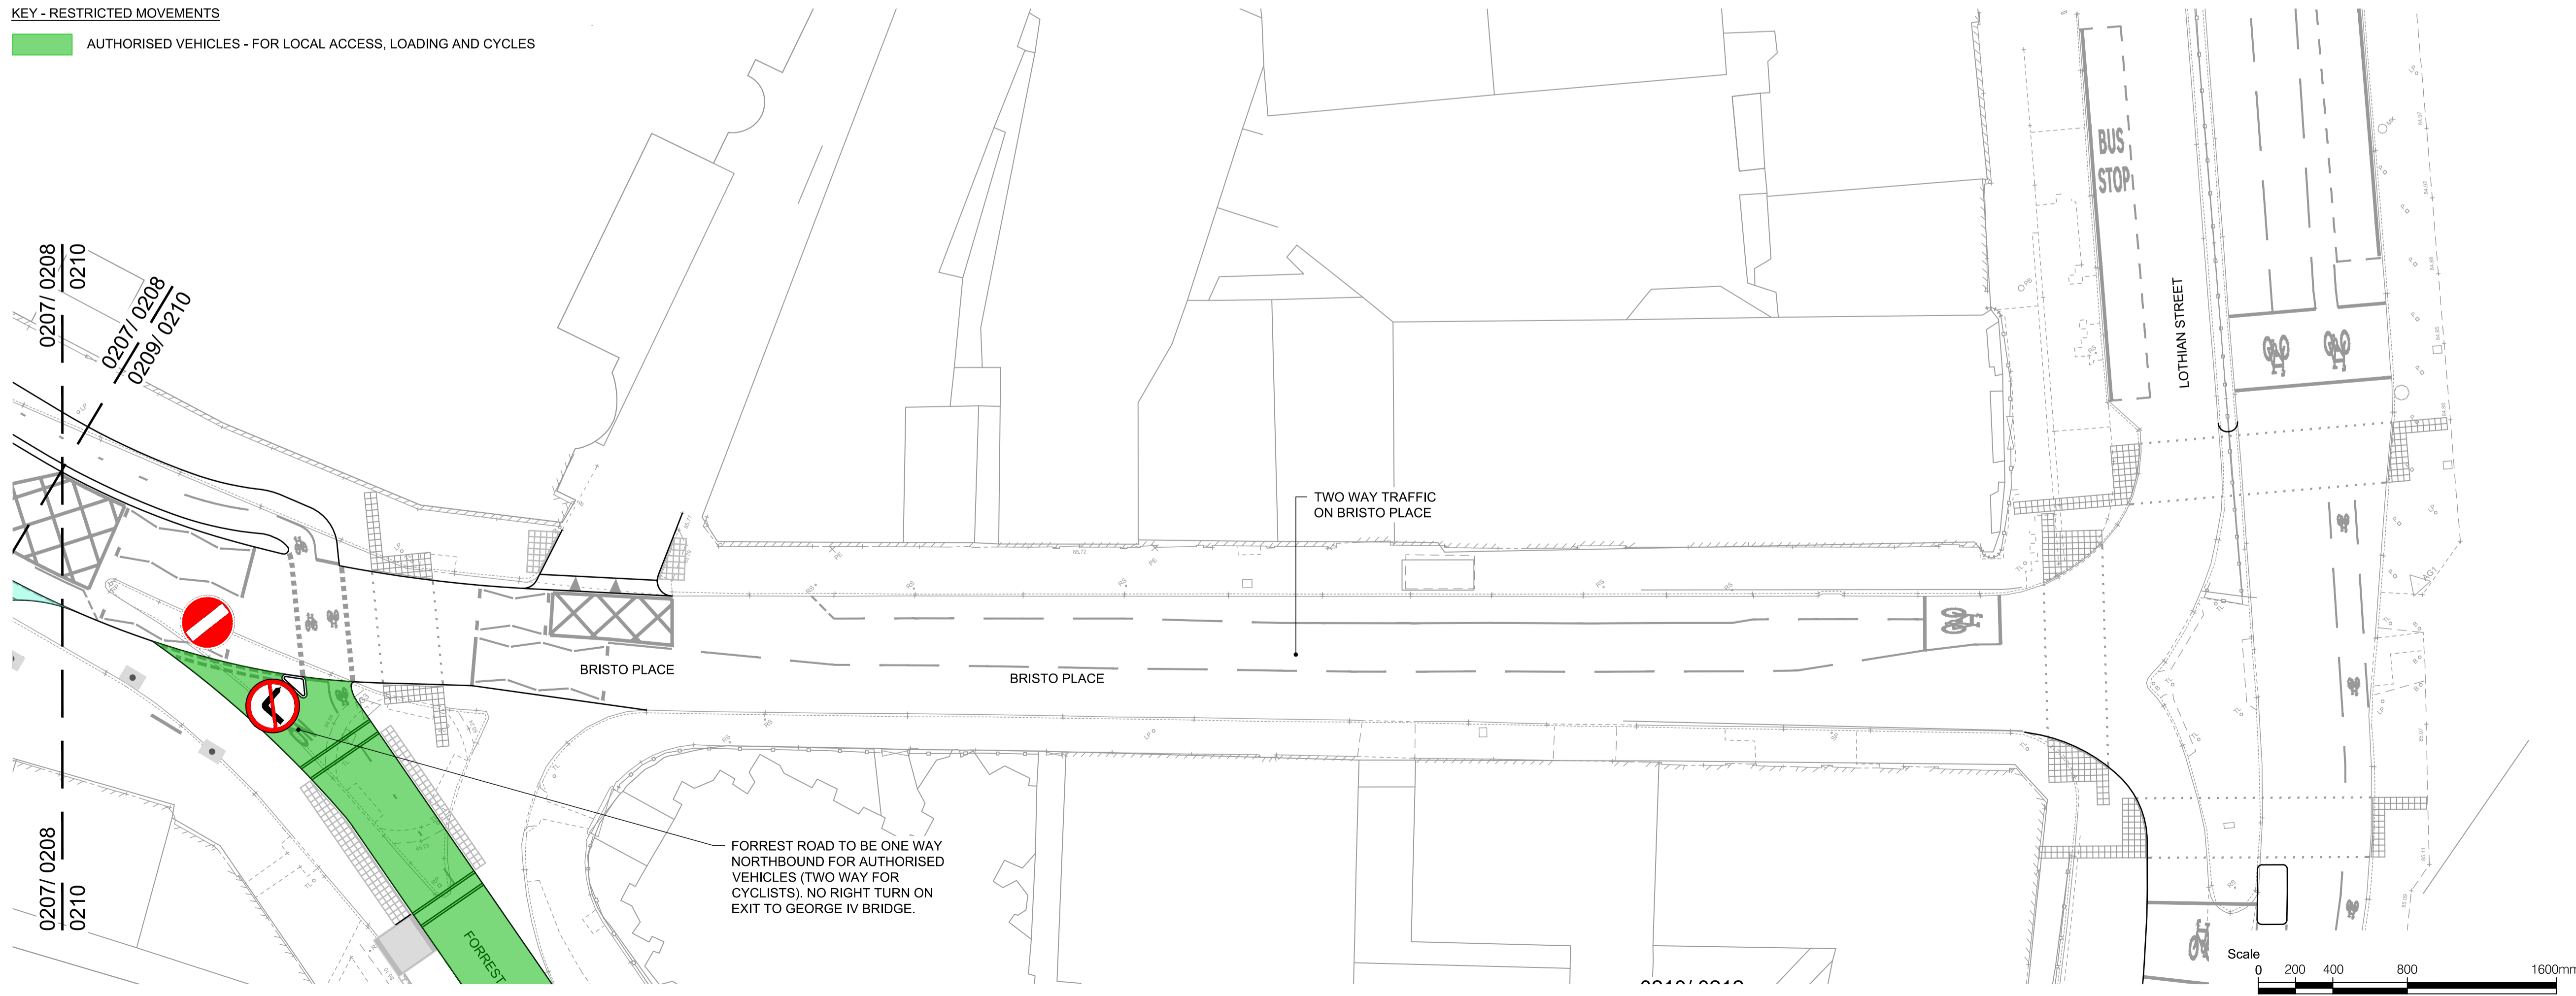 KEY - RESTRICTED MOVEMENTS
AUTHORISED VEHICLES - FOR LOCAL ACCESS, LOADING AND CYCLES
BUS
STOP
LOTHIAN STREET
0207/ 0208
0210
0207/ 0208
0209/ 0210
TWO WAY TRAFFIC
ON BRISTO PLACE
BRISTO PLACE
BRISTO PLACE
FORREST ROAD TO BE ONE WAY
NORTHBOUND FOR AUTHORISED
VEHICLES (TWO WAY FOR
CYCLISTS). NO RIGHT TURN ON
EXIT TO GEORGE IV BRIDGE.
0207/ 0208
0210
FORREST
Scale
0 200 400 800 1600mm